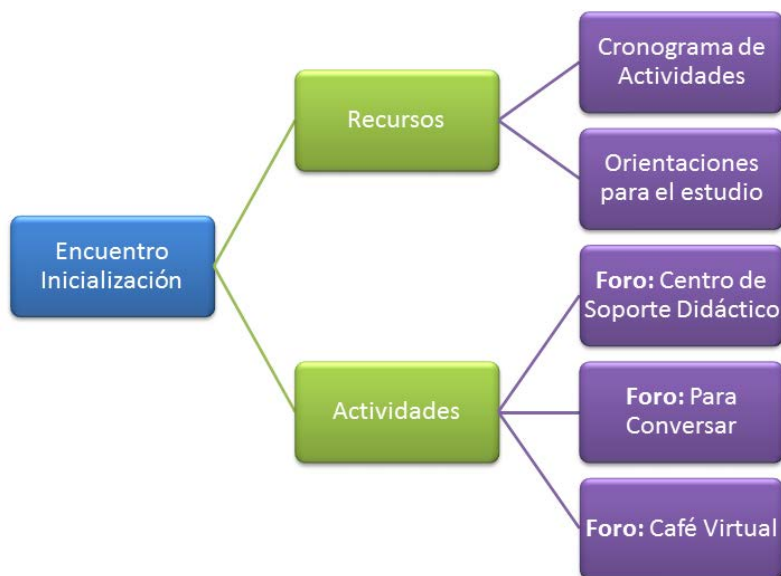 Encuentro
Inicialización
Recursos
Cronograma de
Actividades
Orientaciones
para el estudio
Actividades
Foro: Centro de
Soporte Didáctico
Foro: Para
Conversar
Foro: Café Virtual